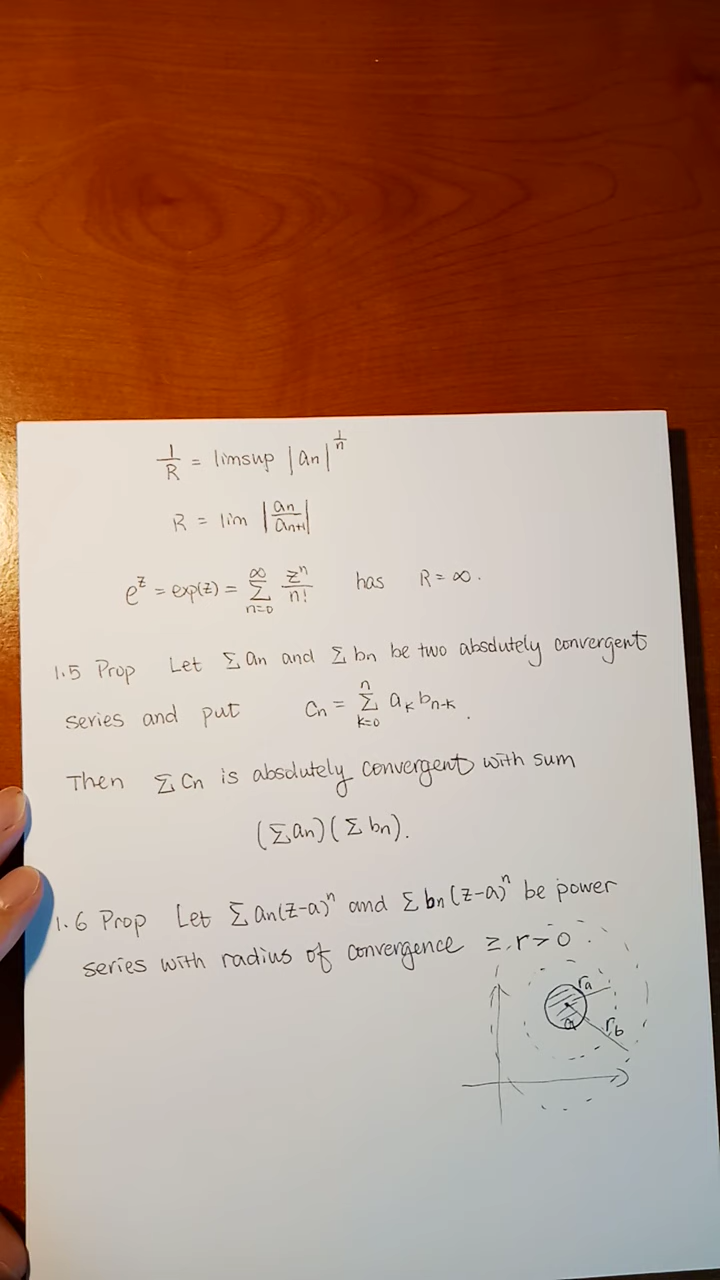 1/R = limsup |an|^(1/n)
R = lim |an/an+1|
e^z = exp(z) = ∞ Σ n=0 z^n/n! has R = ∞.
1.5 Prop Let Σ an and Σ bn be two absolutely convergent
series and put Cn = n Σ k=0 ak bn-k.
Then Σ Cn is absolutely convergent with sum
(Σ an)(Σ bn).
1.6 Prop Let Σ an(z-a)^n and Σ bn(z-a)^n be power
series with radius of convergence ≥ r > 0.
ra
a
rb